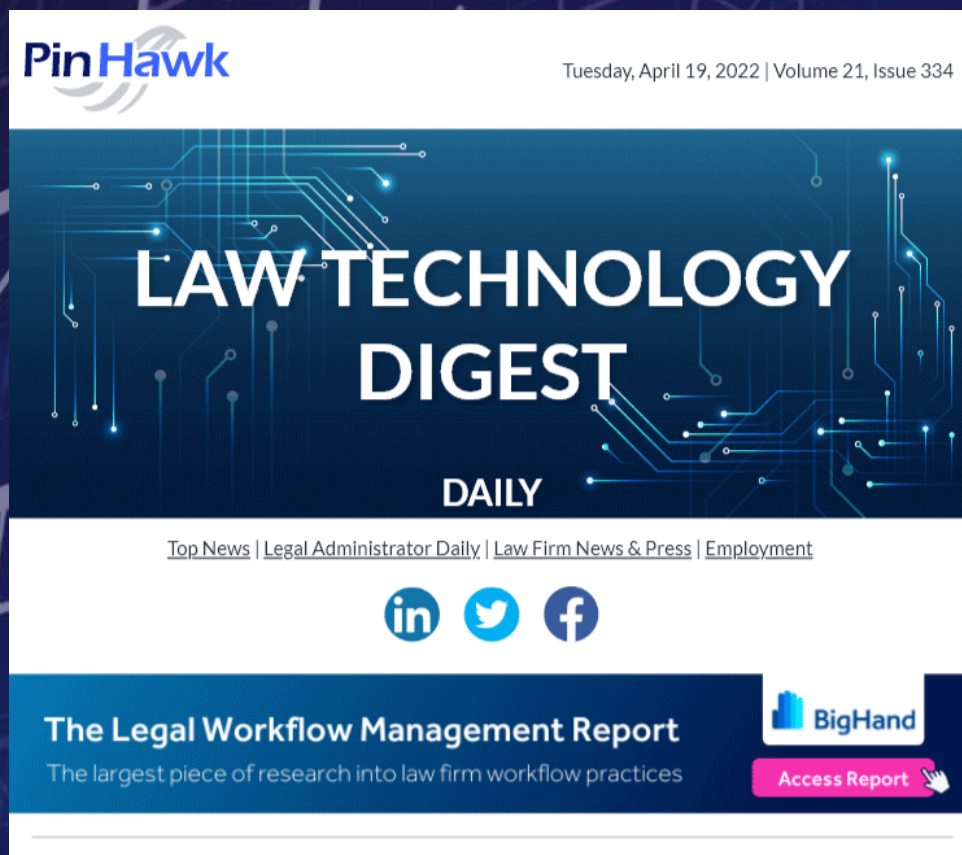 PinHawk
Tuesday, April 19, 2022 | Volume 21, Issue 334
LAW TECHNOLOGY
DIGEST
DAILY
Top News | Legal Administrator Daily | Law Firm News & Press | Employment
in
f
The Legal Workflow Management Report
The largest piece of research into law firm workflow practices
BigHand
Access Report